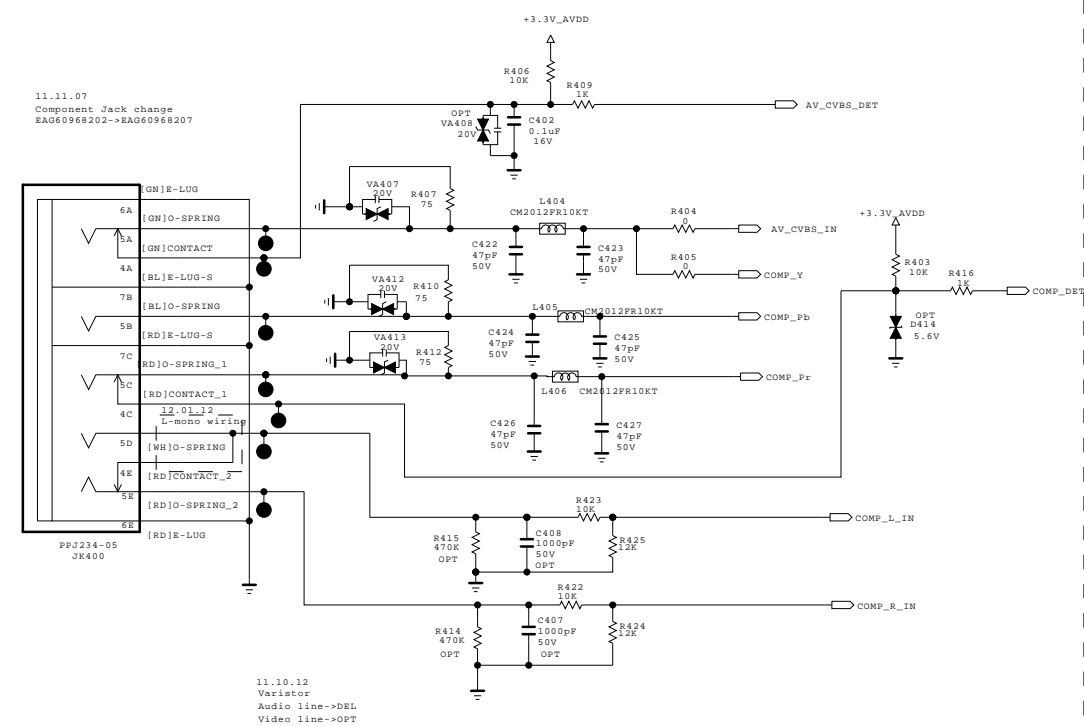 +3.3V_AVDD
11.11.07
Component Jack change
EAG60968202->EAG60968207
R406
10K
R409
1K
AV_CVBS_DET
OPT
VA408
20V
C402
0.1uF
16V
[GN]E-LUG
6A
[GN]O-SPRING
5A
[GN]CONTACT
4A
[BL]E-LUG-S
7B
[BL]O-SPRING
5B
[RD]E-LUG-S
7C
[RD]O-SPRING_1
5C
[RD]CONTACT_1
4C
12.01.12
L-mono wiring
5D
[WH]O-SPRING
4E
[RD]CONTACT_2
5E
[RD]O-SPRING_2
6E
[RD]E-LUG
PPJ234-05
JK400
VA407
20V
R407
75
L404
CM2012FR10KT
C422
47pF
50V
C423
47pF
50V
R404
0
AV_CVBS_IN
R405
0
COMP_Y
VA412
20V
R410
75
L405
CM2012FR10KT
COMP_Pb
C424
47pF
50V
C425
47pF
50V
VA413
20V
R412
75
L406
CM2012FR10KT
COMP_Pr
C426
47pF
50V
C427
47pF
50V
+3.3V_AVDD
R403
10K
R416
1K
COMP_DET
OPT
D414
5.6V
R423
10K
COMP_L_IN
R415
470K
OPT
C408
1000pF
50V
OPT
R425
12K
R422
10K
COMP_R_IN
R414
470K
OPT
C407
1000pF
50V
OPT
R424
12K
11.10.12
Varistor
Audio line->DEL
Video line->OPT